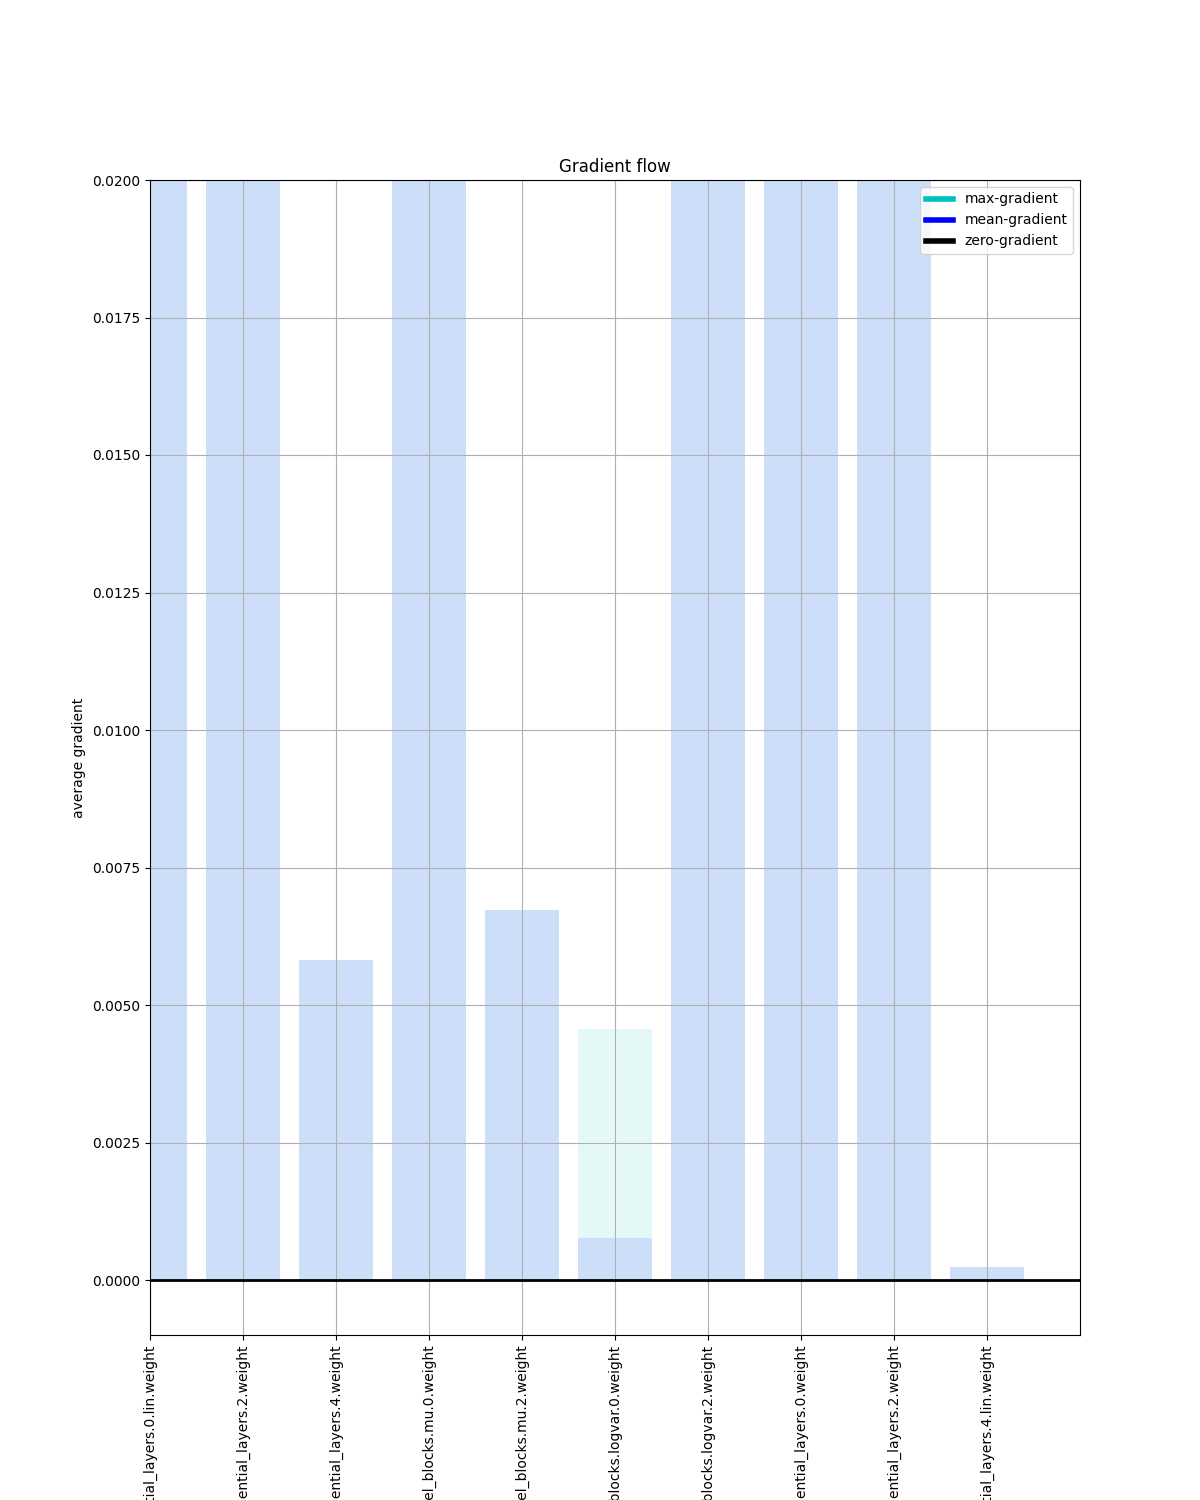 Gradient flow
max-gradient
mean-gradient
zero-gradient
average gradient
0.0200
0.0175
0.0150
0.0125
0.0100
0.0075
0.0050
0.0025
0.0000
tial_layers.0.lin.weight
ential_layers.2.weight
ential_layers.4.weight
el_blocks.mu.0.weight
el_blocks.mu.2.weight
blocks.logvar.0.weight
blocks.logvar.2.weight
ential_layers.0.weight
ential_layers.2.weight
tial_layers.4.lin.weight